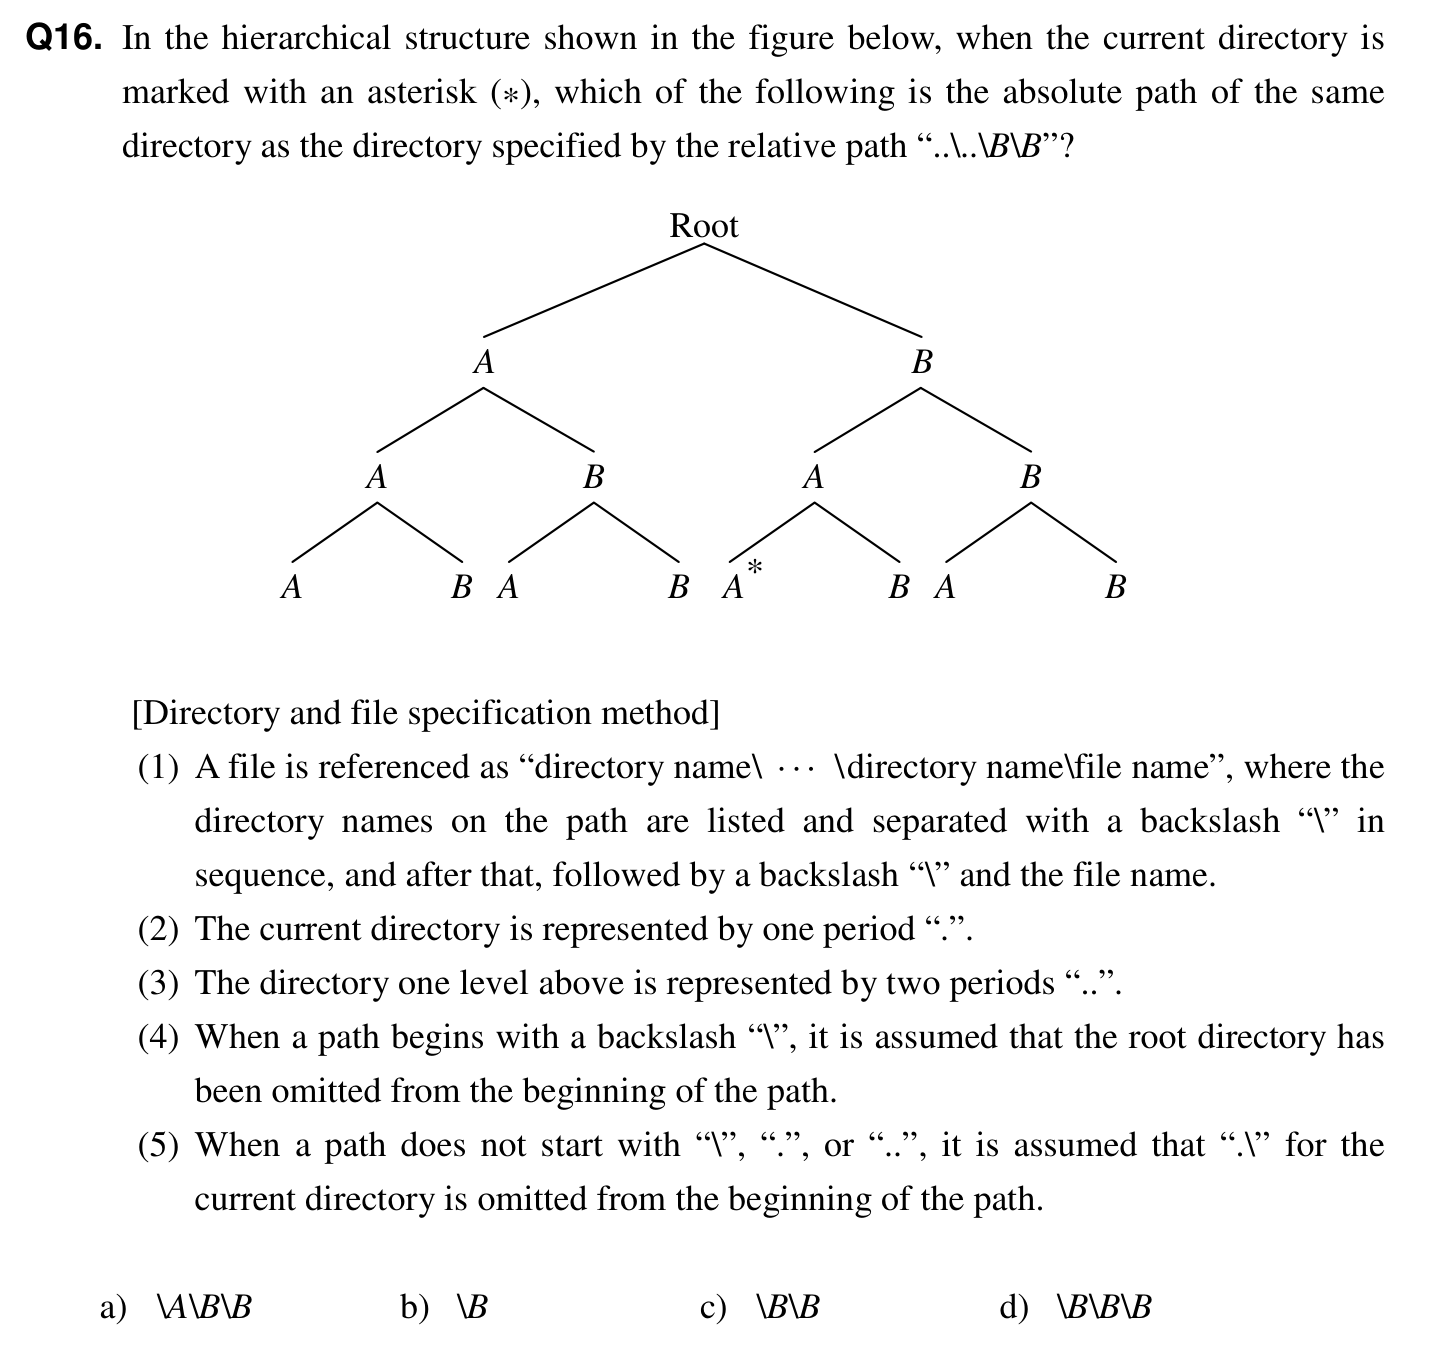 Q16. In the hierarchical structure shown in the figure below, when the current directory is
marked with an asterisk (*), which of the following is the absolute path of the same
directory as the directory specified by the relative path “..\..\B\B”?
Root
A B
A B A B
A B A B A* B A B
[Directory and file specification method]
(1) A file is referenced as “directory name\ ··· \directory name\file name”, where the
directory names on the path are listed and separated with a backslash “\” in
sequence, and after that, followed by a backslash “\” and the file name.
(2) The current directory is represented by one period “.”.
(3) The directory one level above is represented by two periods “..”.
(4) When a path begins with a backslash “\”, it is assumed that the root directory has
been omitted from the beginning of the path.
(5) When a path does not start with “\”, “.”, or “..”, it is assumed that “.\” for the
current directory is omitted from the beginning of the path.
a) \A\B\B b) \B c) \B\B d) \B\B\B